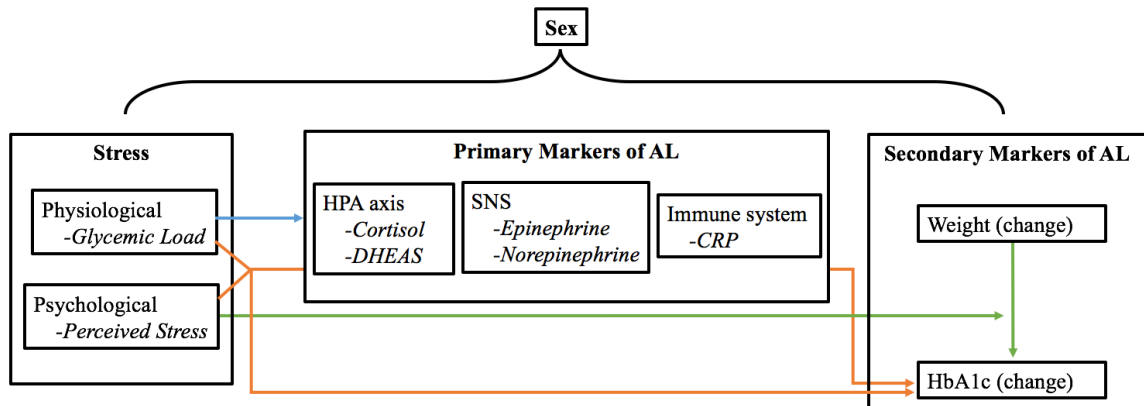 Sex
Stress
Physiological
-Glycemic Load
Psychological
-Perceived Stress
Primary Markers of AL
HPA axis
-Cortisol
-DHEAS
SNS
-Epinephrine
-Norepinephrine
Immune system
-CRP
Secondary Markers of AL
Weight (change)
HbA1c (change)